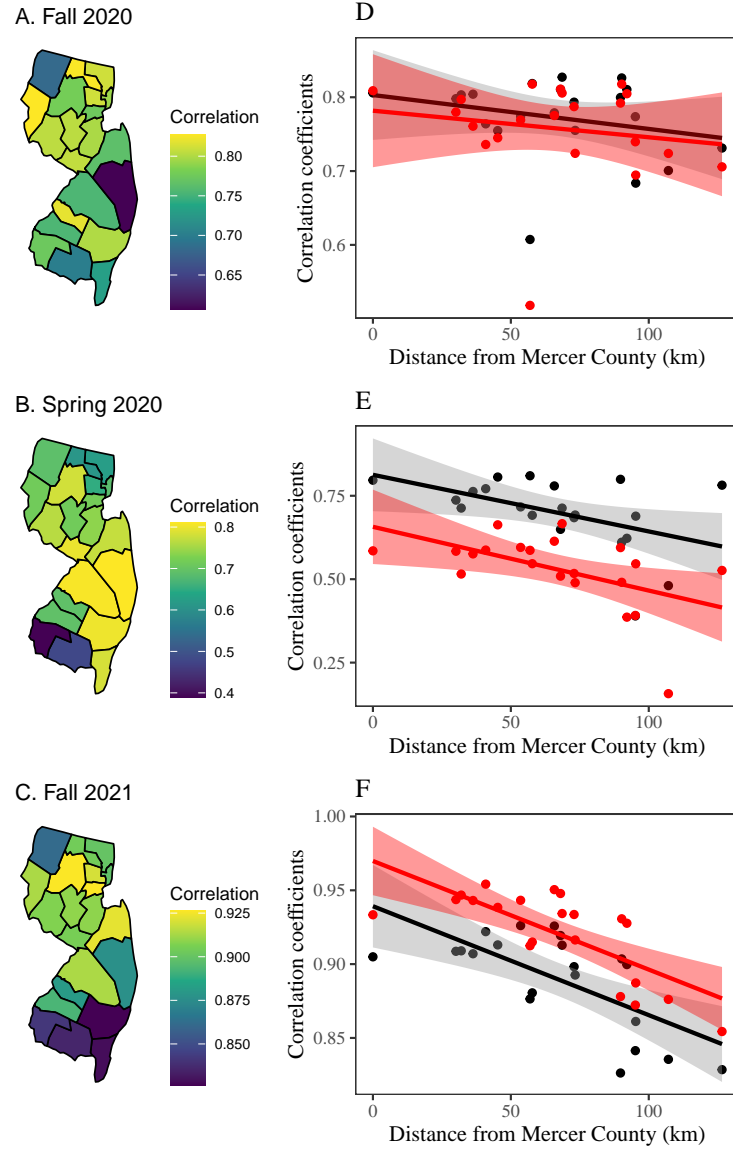 A. Fall 2020
Correlation
0.80
0.75
0.70
0.65
D
Correlation coefficients
0.8
0.7
0.6
0
50
100
Distance from Mercer County (km)
B. Spring 2020
Correlation
0.8
0.7
0.6
0.5
0.4
E
Correlation coefficients
0.75
0.50
0.25
0
50
100
Distance from Mercer County (km)
C. Fall 2021
Correlation
0.925
0.900
0.875
0.850
F
Correlation coefficients
1.00
0.95
0.90
0.85
0
50
100
Distance from Mercer County (km)